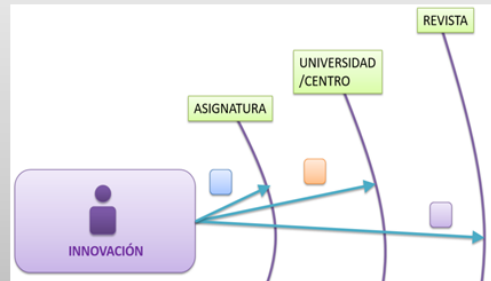 REVISTA
UNIVERSIDAD
/CENTRO
ASIGNATURA
INNOVACIÓN